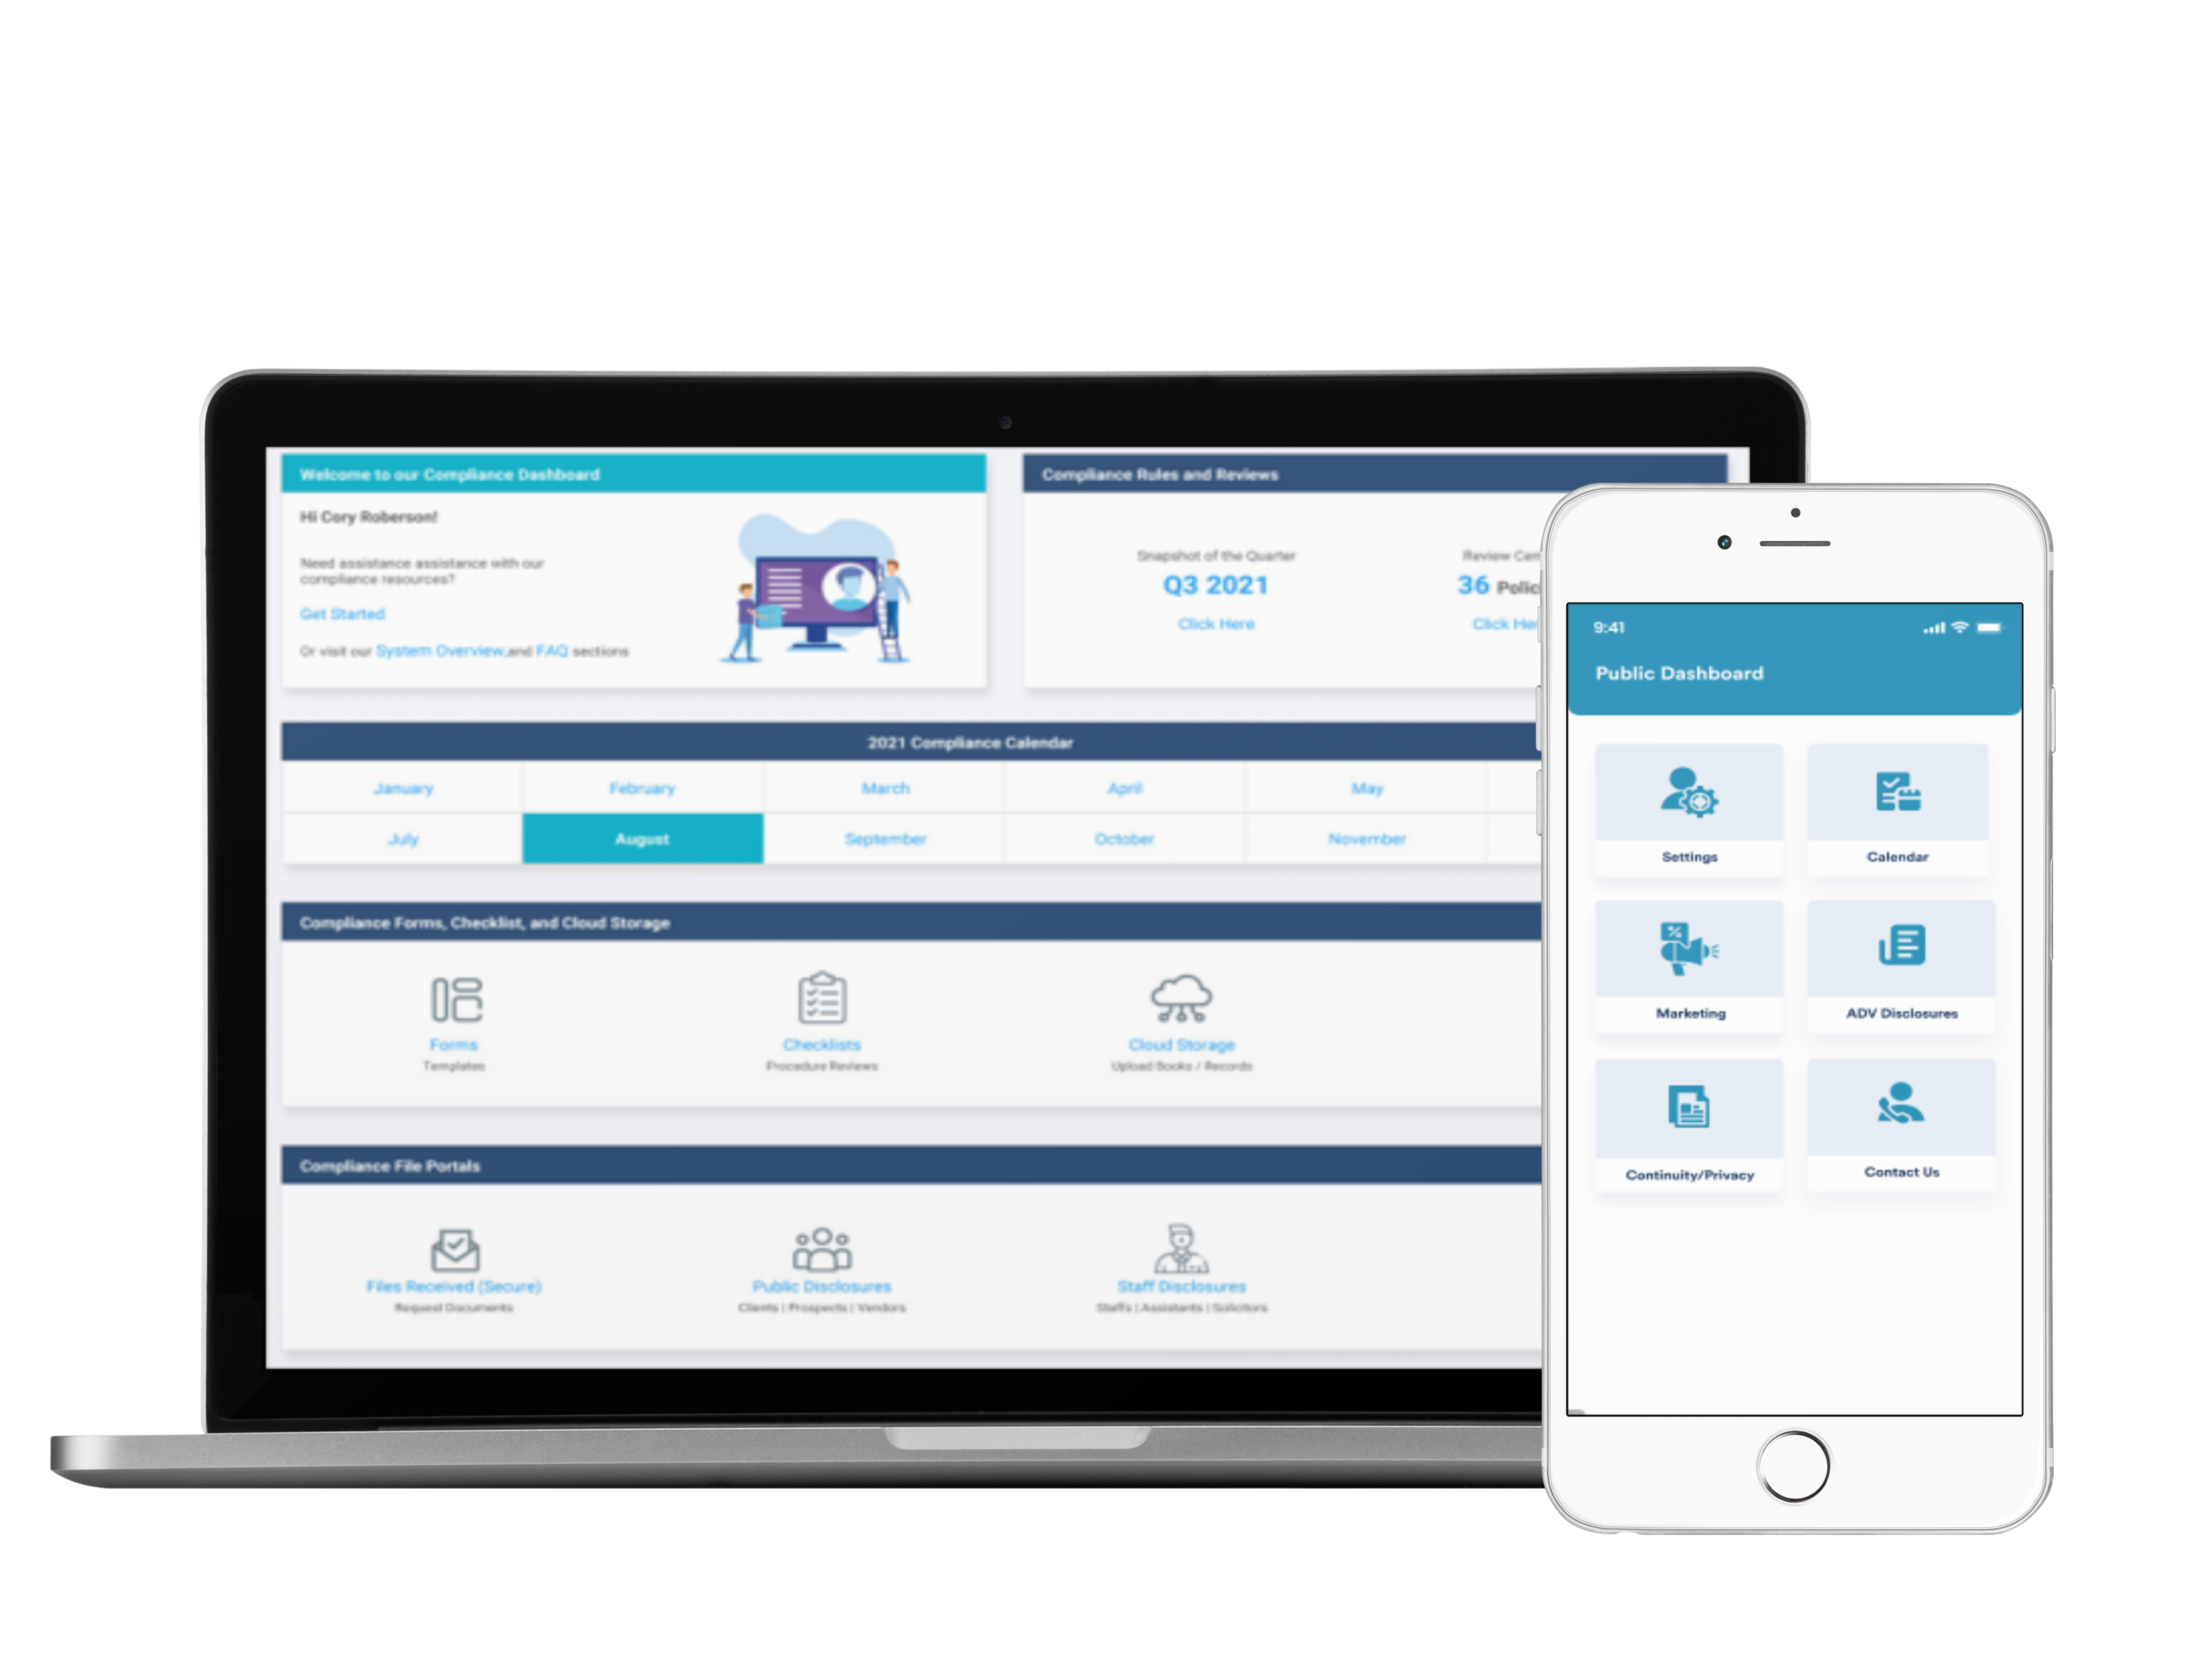 Welcome to our Compliance Dashboard
Hi Cory Roberson!
Need assistance assistance with our
compliance resources?
Get Started
Or visit our System Overview,and FAQ sections
Compliance Rules and Reviews
Snapshot of the Quarter
Q3 2021
Click Here
Review Cen
36 Polic
Click He
2021 Compliance Calendar
January February March April May
July August September October November
Compliance Forms, Checklist, and Cloud Storage
Forms
Templates
Checklists
Procedure Reviews
Cloud Storage
Upload Books / Records
Compliance File Portals
Files Received (Secure)
Request Documents
Public Disclosures
Clients | Prospects | Vendors
Staff Disclosures
Staffs | Assistants | Solicitors
9:41
Public Dashboard
Settings
Calendar
%
Marketing
ADV Disclosures
Continuity/Privacy
Contact Us